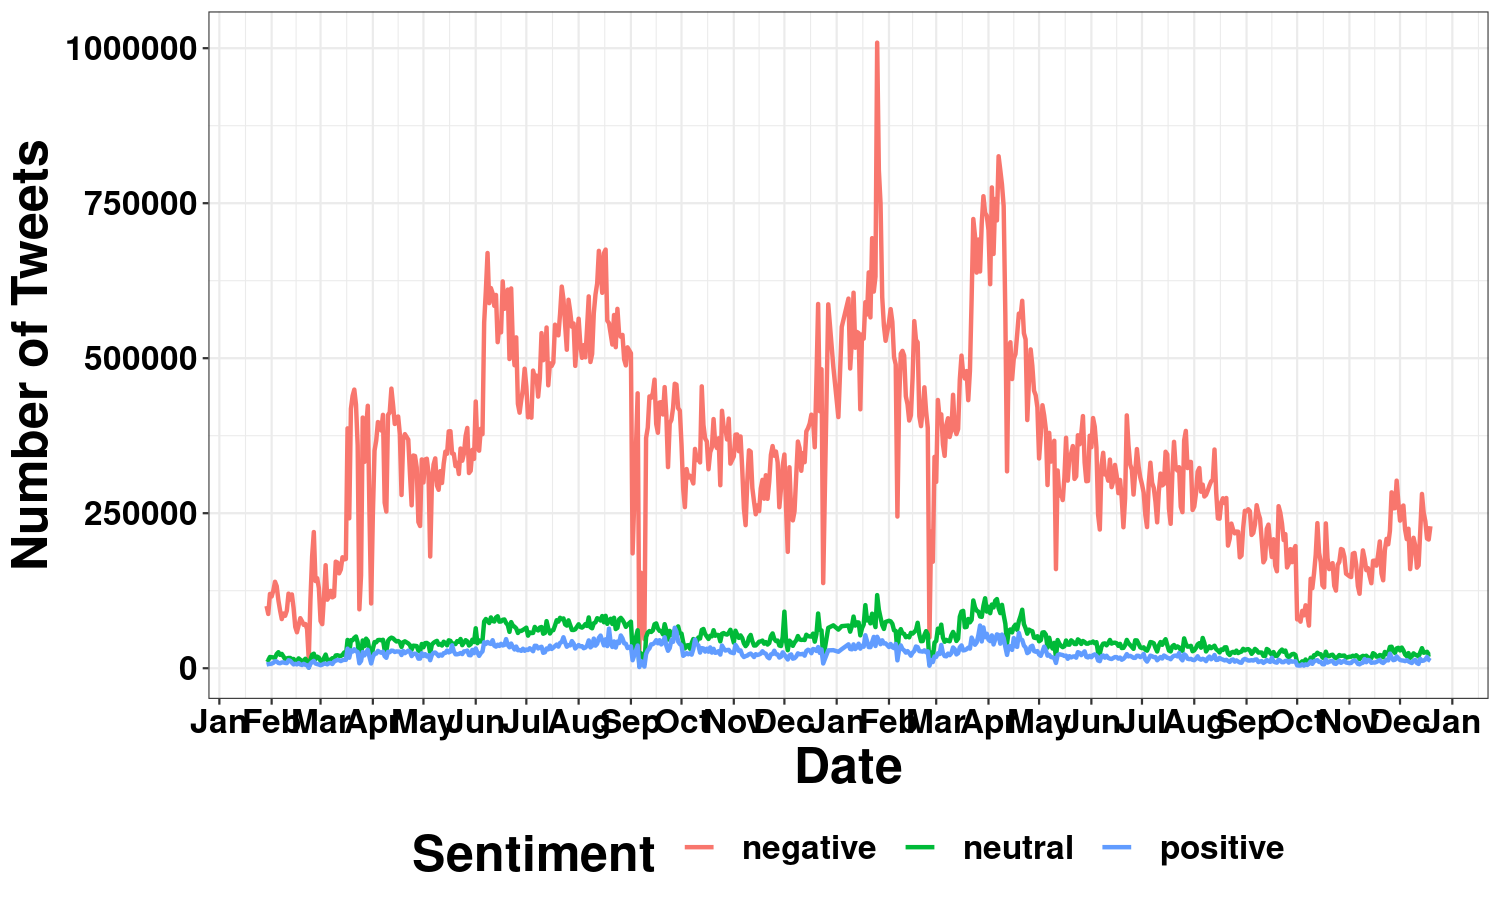 1000000
750000
500000
250000
0
Number of Tweets
Jan Feb Mar Apr May Jun Jul Aug Sep Oct Nov Dec Jan Feb Mar Apr May Jun Jul Aug Sep Oct Nov Dec Jan
Date
Sentiment negative neutral positive